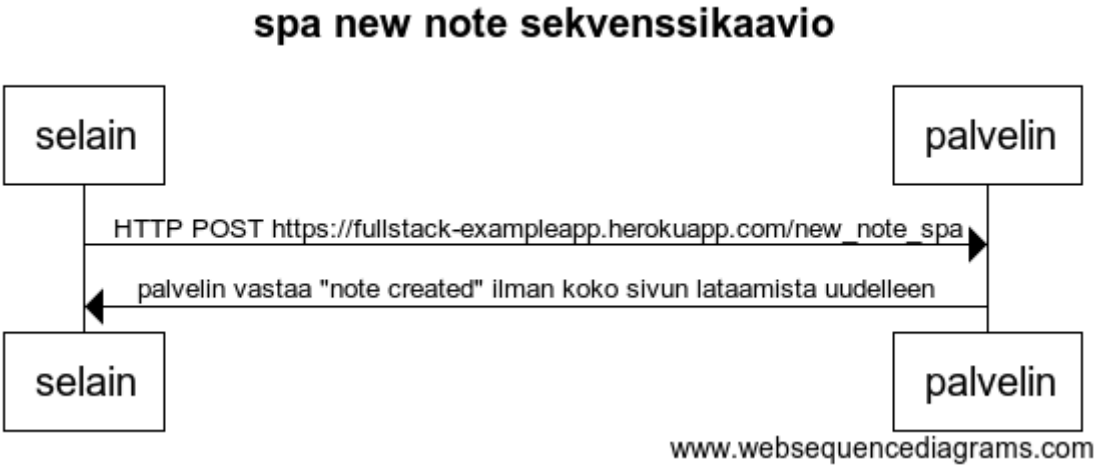 spa new note sekvenssikaavio
selain
palvelin
HTTP POST https://fullstack-exampleapp.herokuapp.com/new_note_spa
palvelin vastaa "note created" ilman koko sivun lataamista uudelleen
selain
palvelin
www.websequencediagrams.com